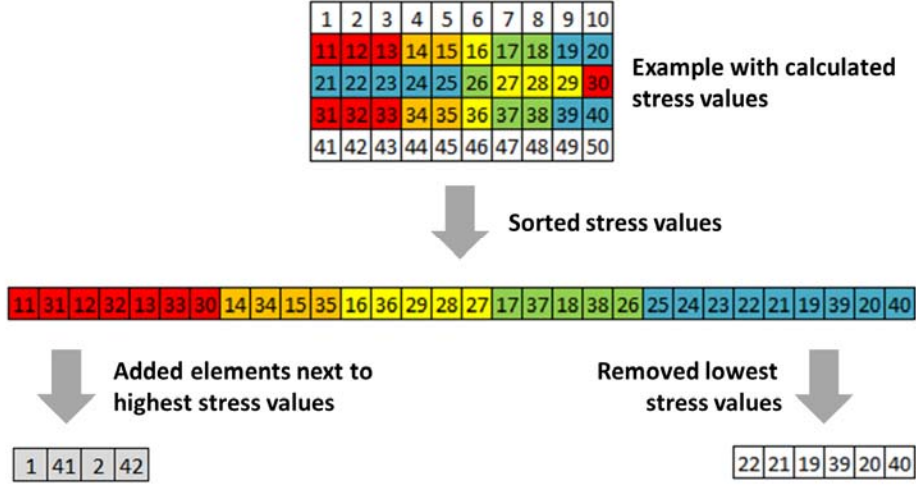 1 2 3 4 5 6 7 8 9 10
11 12 13 14 15 16 17 18 19 20
21 22 23 24 25 26 27 28 29 30
31 32 33 34 35 36 37 38 39 40
41 42 43 44 45 46 47 48 49 50
Example with calculated
stress values
Sorted stress values
11 31 12 32 13 33 30 14 34 15 35 16 36 29 28 27 17 37 18 38 26 25 24 23 22 21 19 39 20 40
Added elements next to
highest stress values
Removed lowest
stress values
1 41 2 42
22 21 19 39 20 40